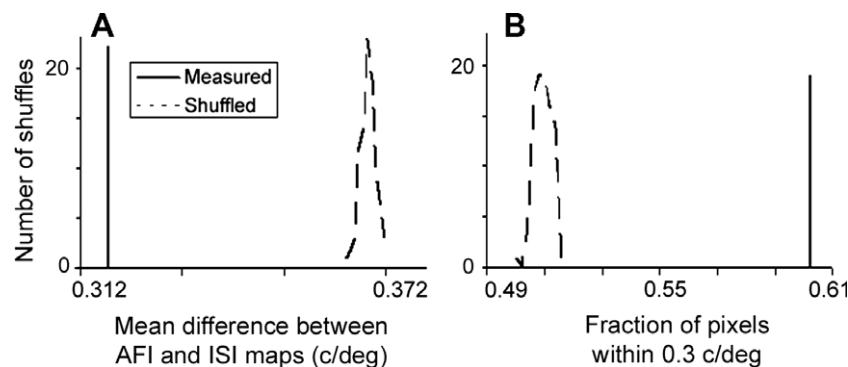 A
B
Measured
Shuffled
Number of shuffles
20
0
0.312
0.372
Mean difference between
AFI and ISI maps (c/deg)
20
0
0.49
0.55
0.61
Fraction of pixels
within 0.3 c/deg